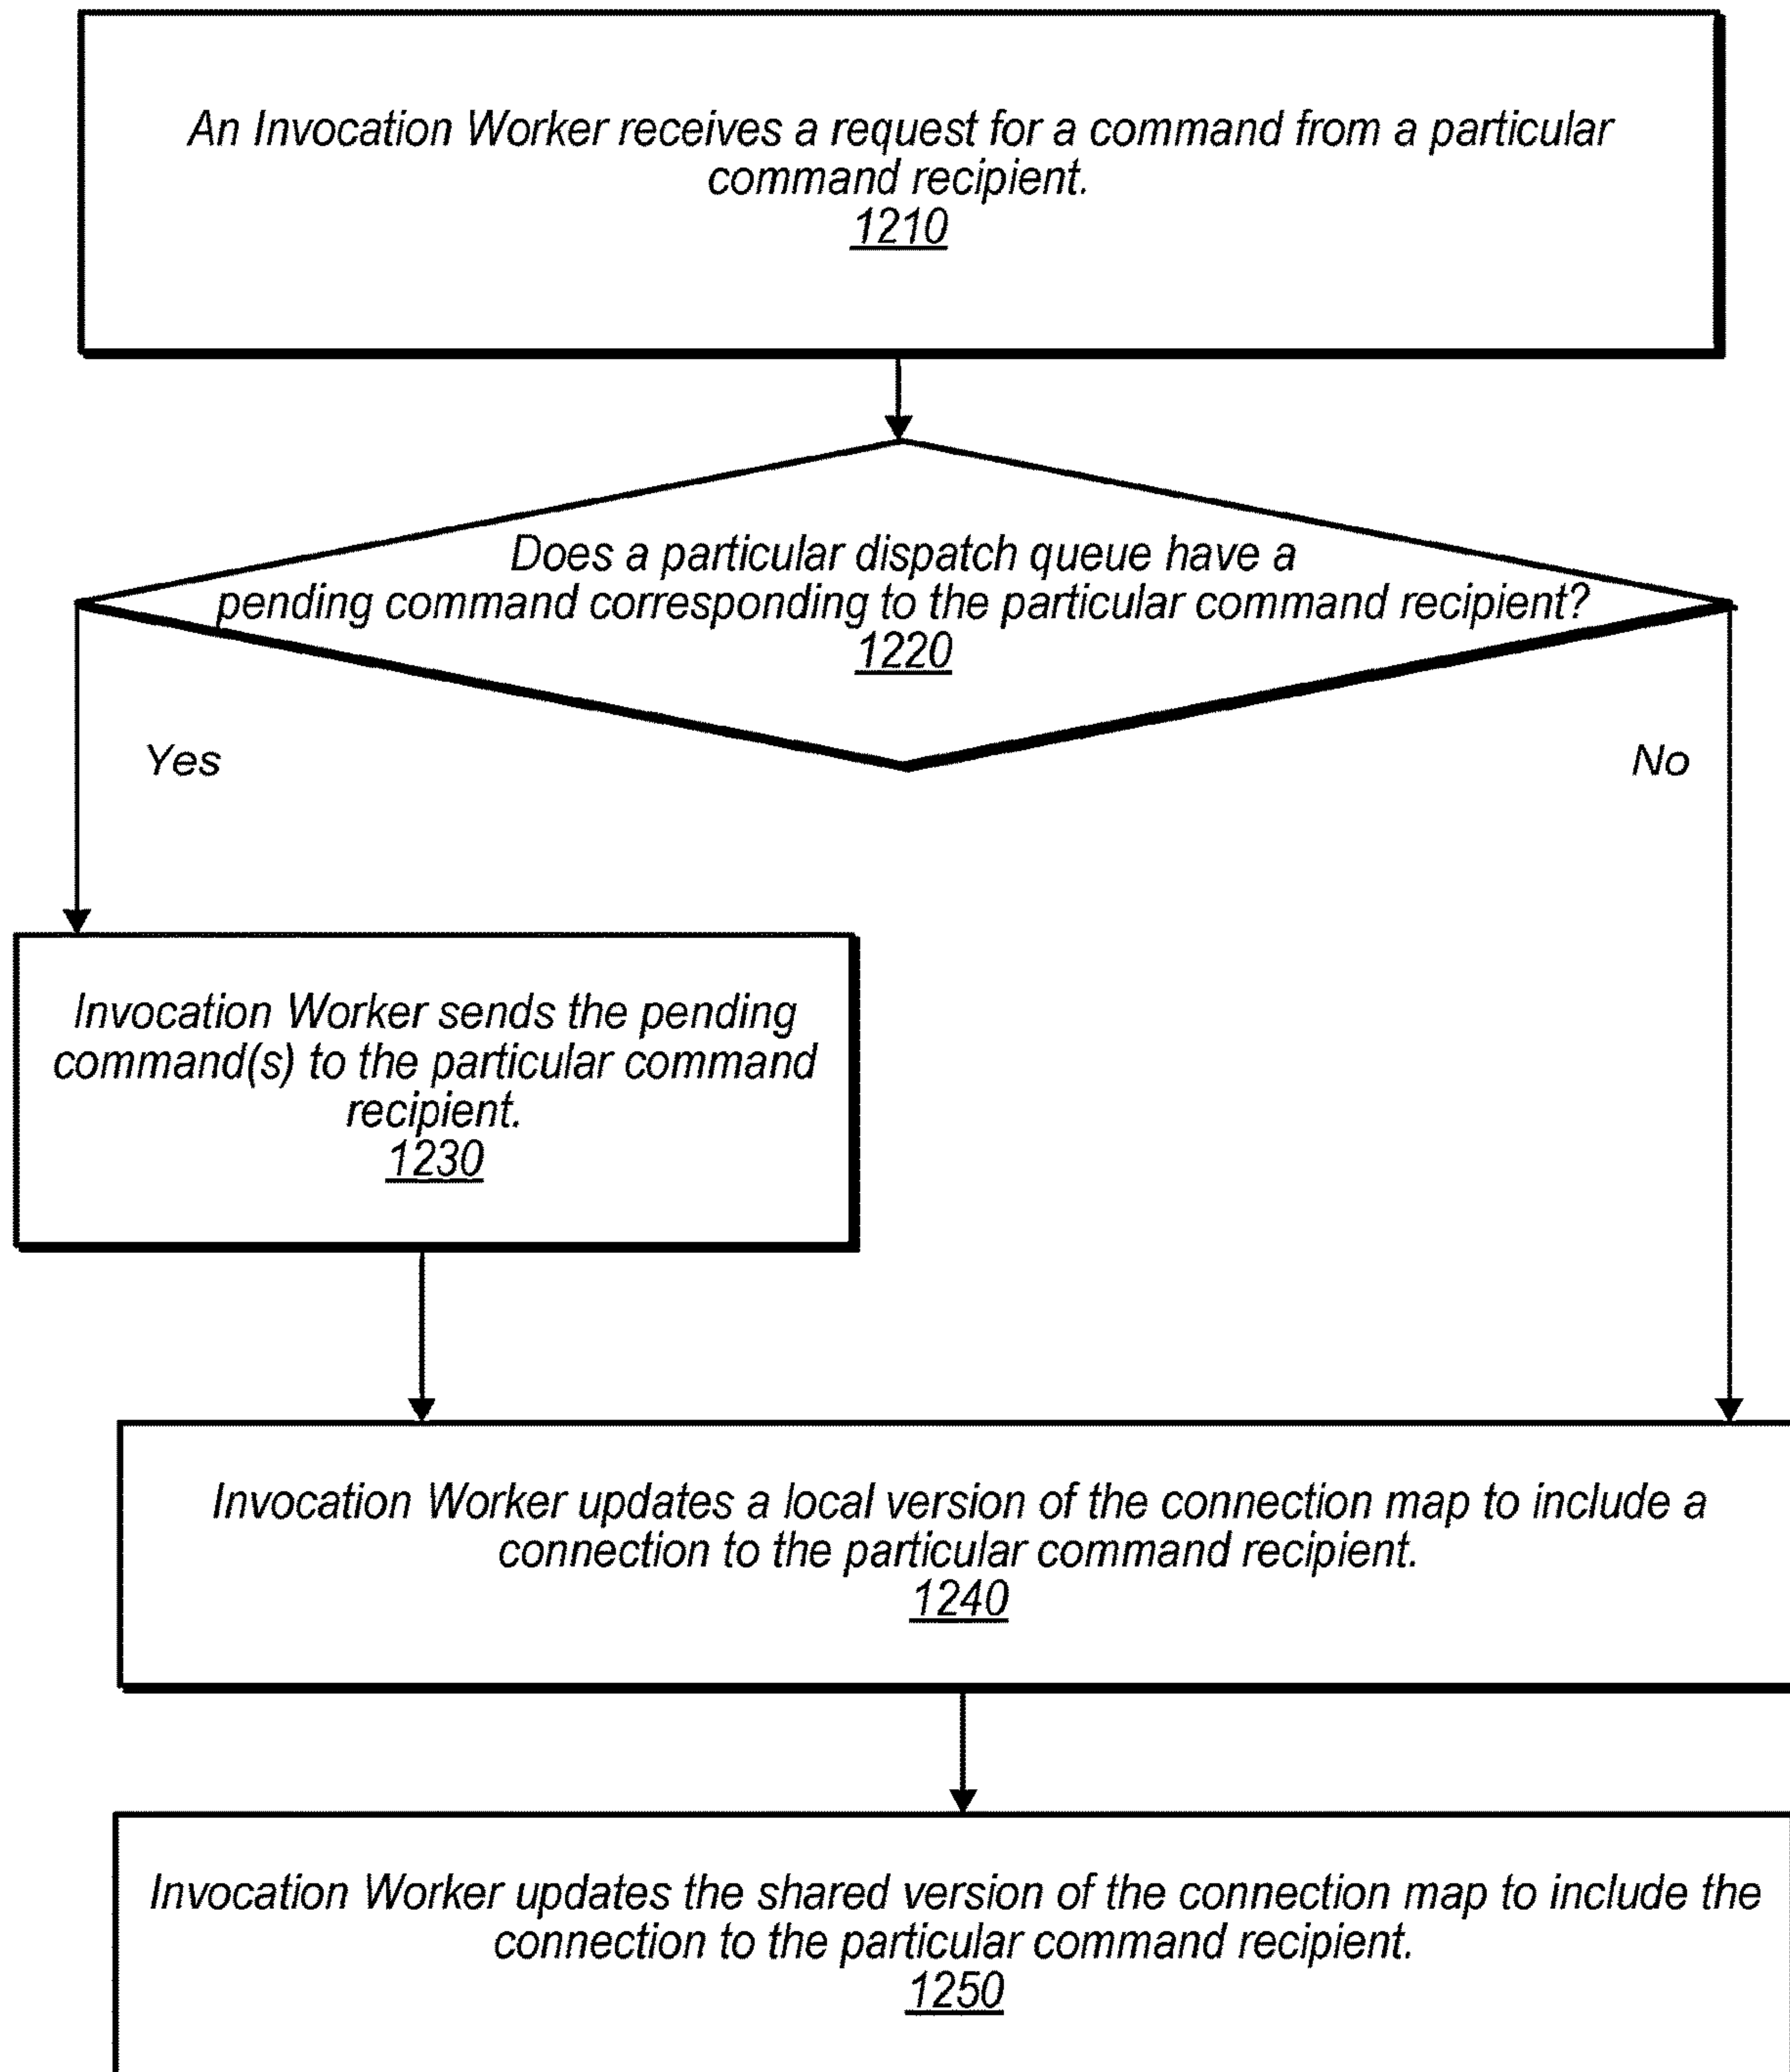 An Invocation Worker receives a request for a command from a particular
command recipient.
1210
Does a particular dispatch queue have a
pending command corresponding to the particular command recipient?
1220
Yes
No
Invocation Worker sends the pending
command(s) to the particular command
recipient.
1230
Invocation Worker updates a local version of the connection map to include a
connection to the particular command recipient.
1240
Invocation Worker updates the shared version of the connection map to include the
connection to the particular command recipient.
1250